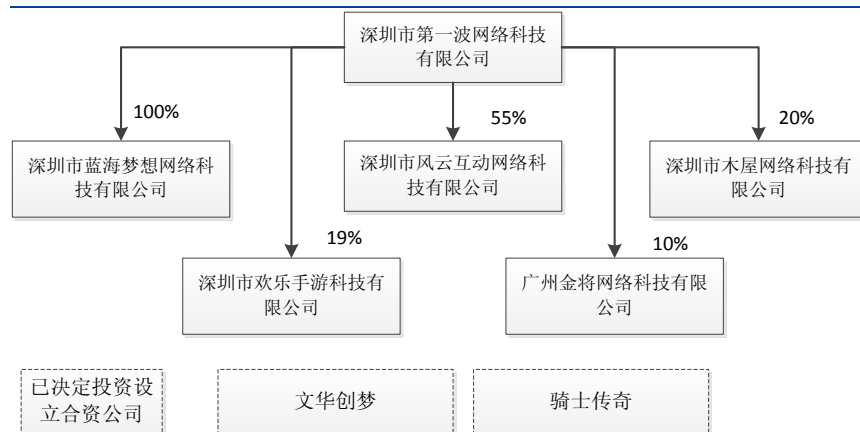 深圳市第一波网络科技
有限公司
100%
55%
20%
深圳市蓝海梦想网络科
技有限公司
深圳市风云互动网络科
技有限公司
深圳市木屋网络科技有
限公司
19%
10%
深圳市欢乐手游科技有
限公司
广州金将网络科技有限
公司
已决定投资设
立合资公司
文华创梦
骑士传奇